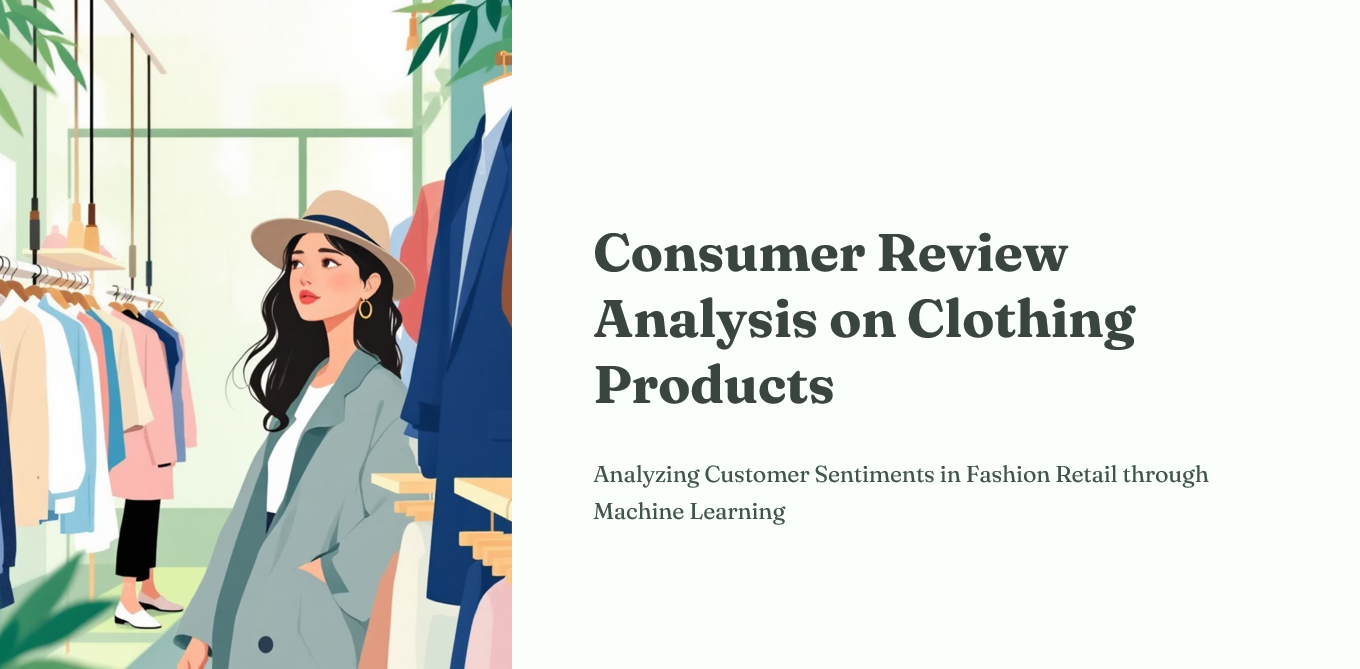 Consumer Review
Analysis on Clothing
Products
Analyzing Customer Sentiments in Fashion Retail through
Machine Learning